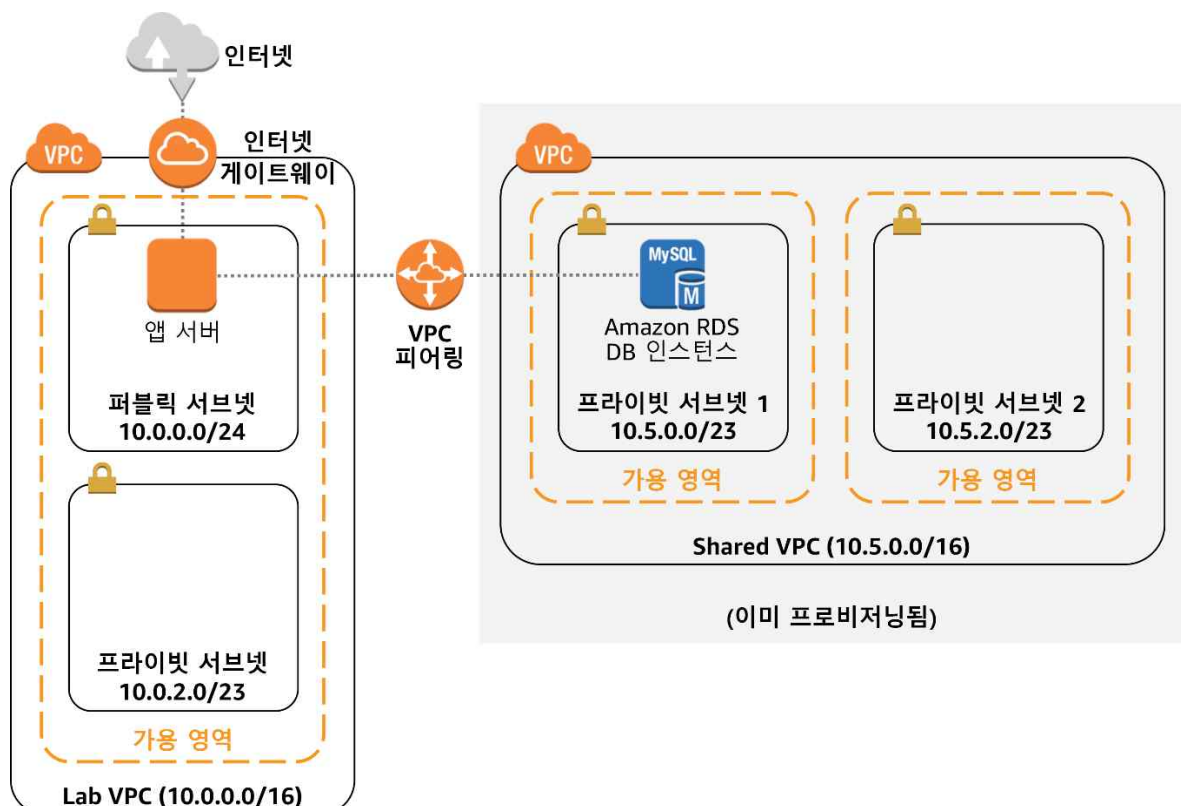 인터넷
VPC
인터넷
게이트웨이
앱 서버
퍼블릭 서브넷
10.0.0.0/24
프라이빗 서브넷
10.0.2.0/23
가용 영역
Lab VPC (10.0.0.0/16)
VPC
피어링
VPC
MySQL
M
Amazon RDS
DB 인스턴스
프라이빗 서브넷 1
10.5.0.0/23
가용 영역
프라이빗 서브넷 2
10.5.2.0/23
가용 영역
Shared VPC (10.5.0.0/16)
(이미 프로비저닝됨)